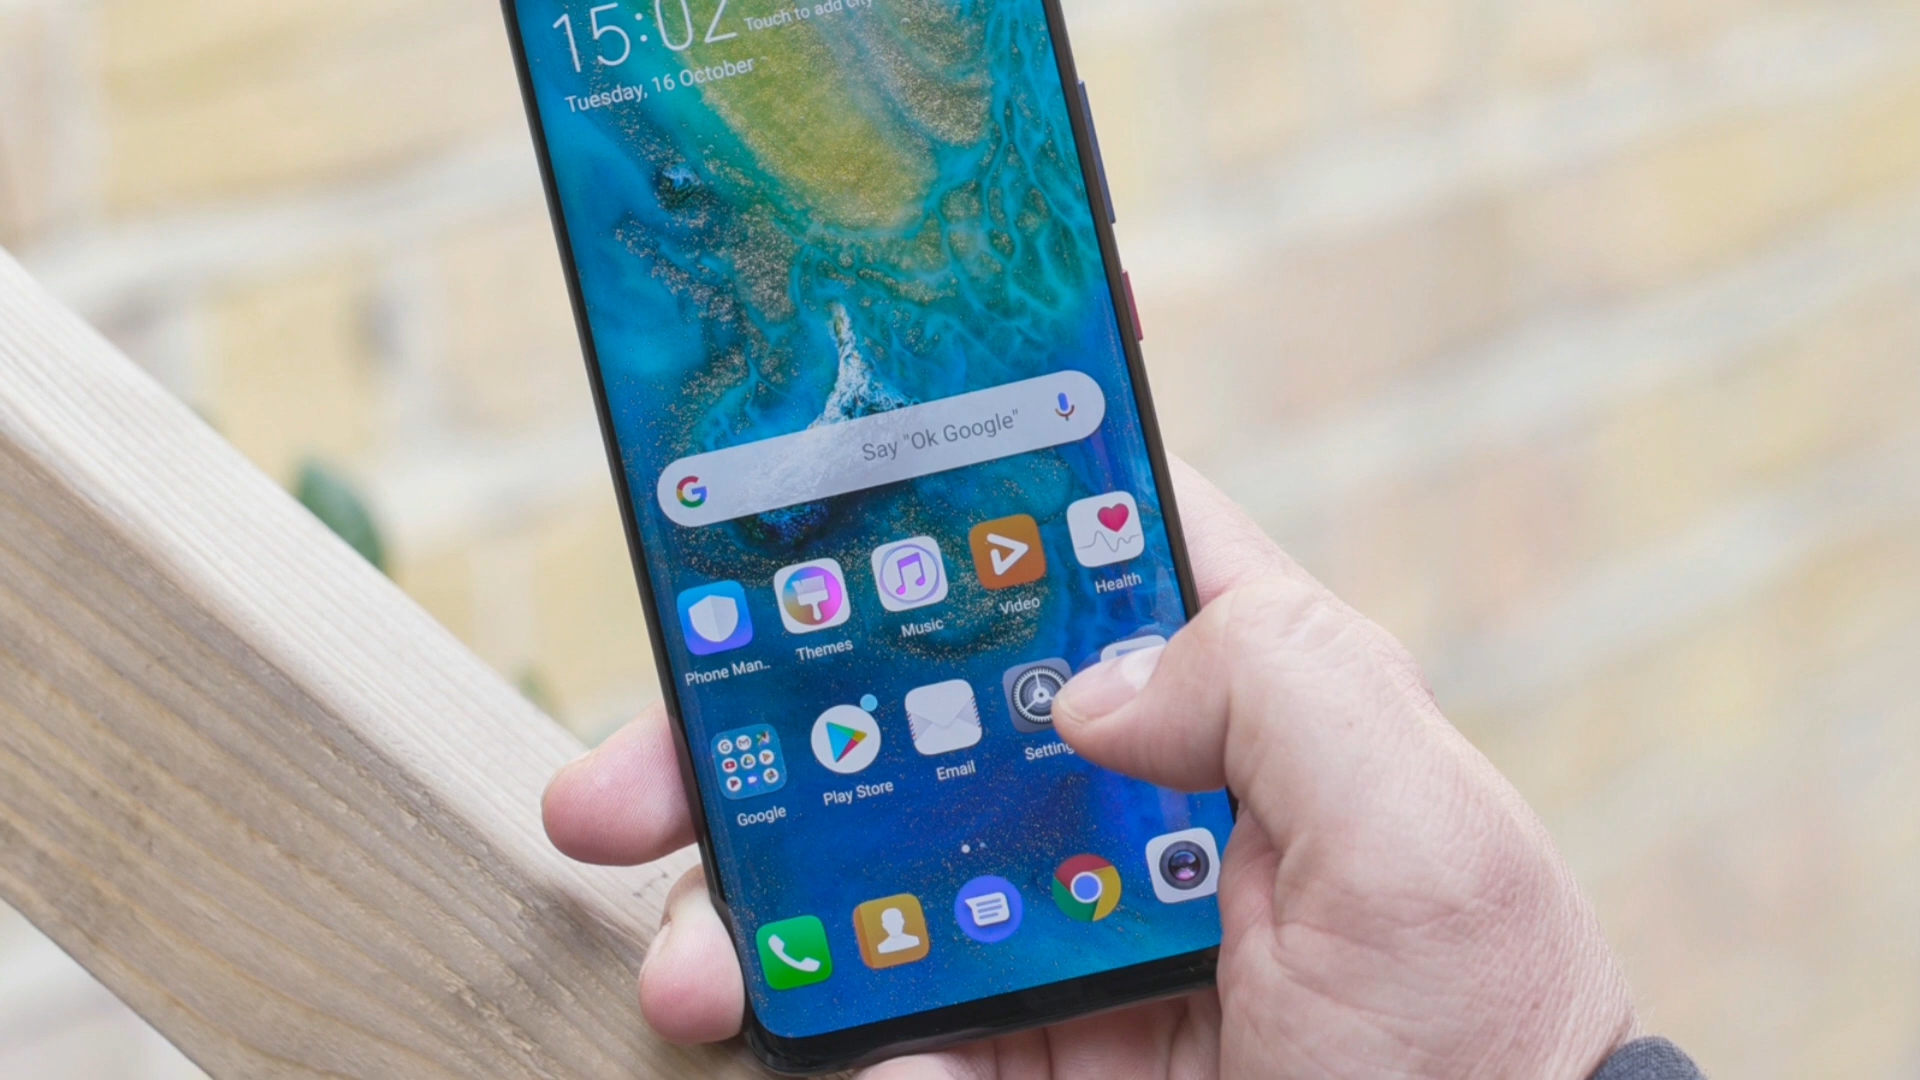 15:02 Touch to add city
Tuesday, 16 October
Say "Ok Google"
Phone Man..
Themes
Music
Video
Health
Google
Play Store
Email
Setting